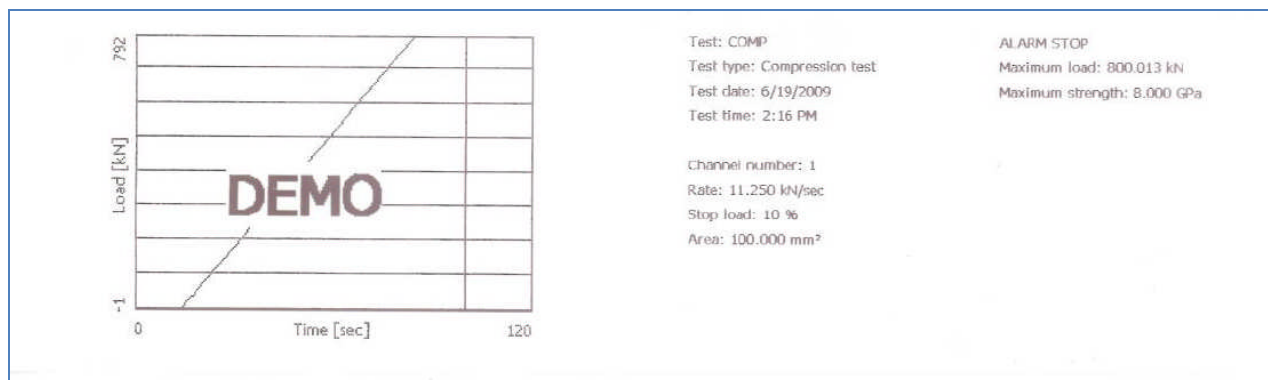 792
Load [kN]
-1
DEMO
0
Time [sec]
120
Test: COMP
Test type: Compression test
Test date: 6/19/2009
Test time: 2:16 PM
Channel number: 1
Rate: 11.250 kN/sec
Stop load: 10 %
Area: 100.000 mm²
ALARM STOP
Maximum load: 800.013 kN
Maximum strength: 8.000 GPa